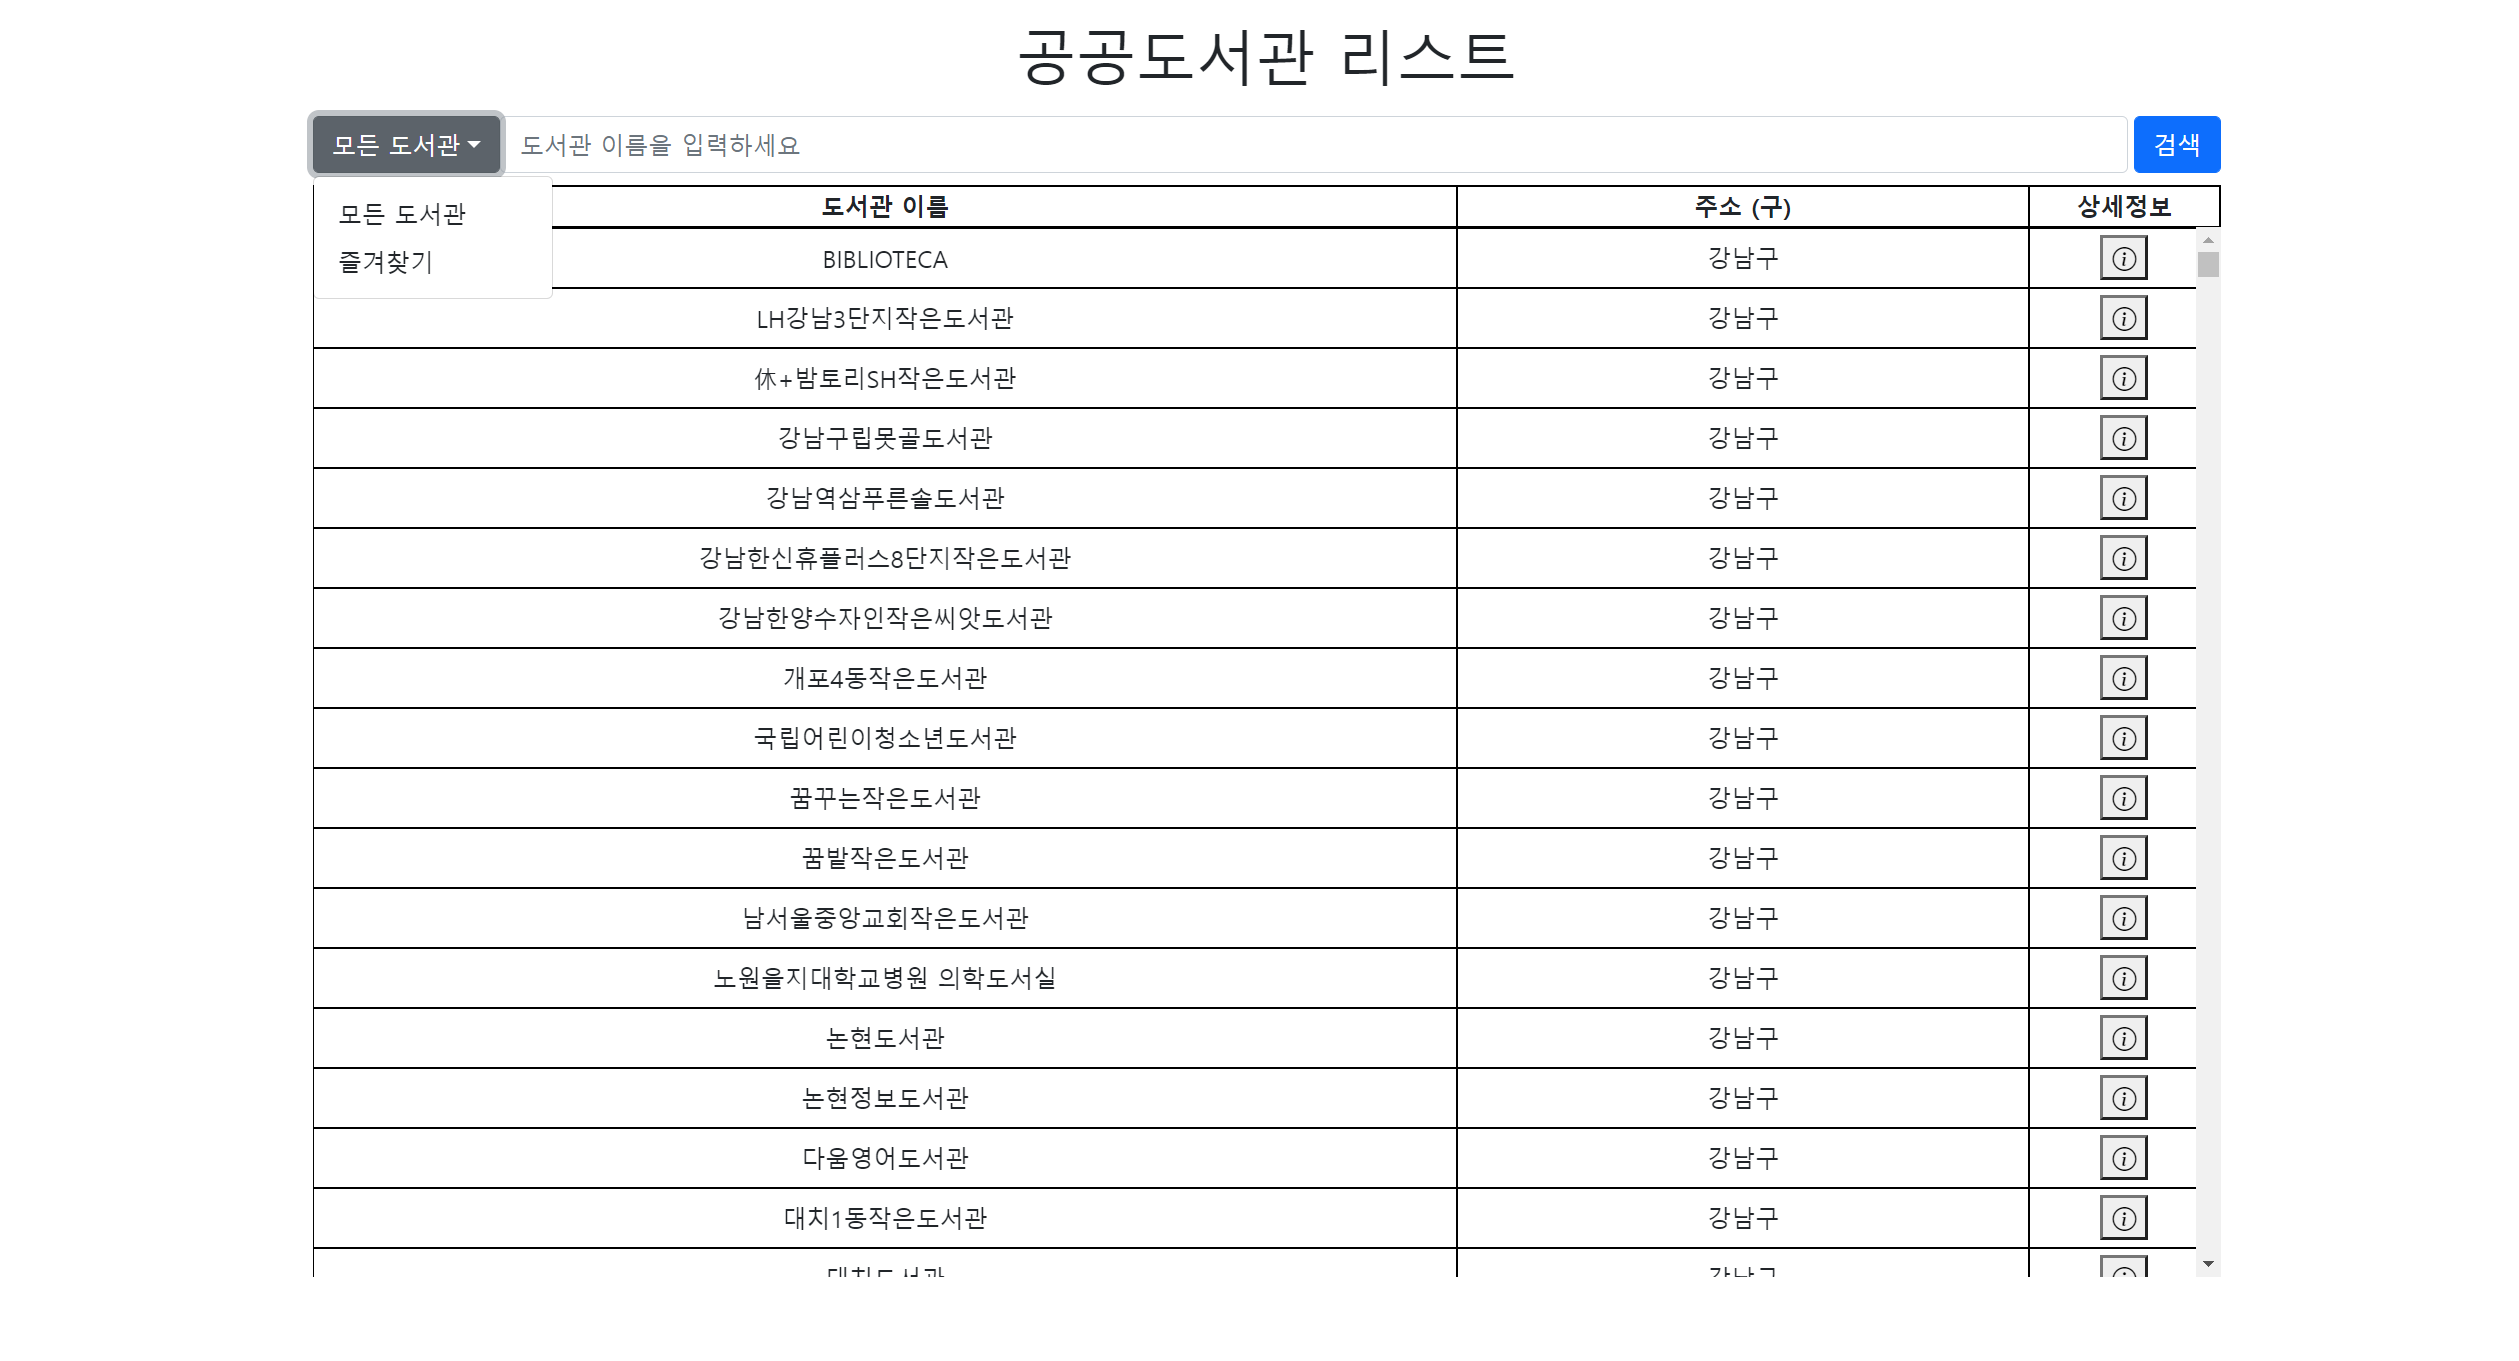 공공도서관 리스트
모든 도서관 도서관 이름을 입력하세요 검색
모든 도서관
즐겨찾기
도서관 이름 주소 (구) 상세정보
BIBLIOTECA 강남구
LH강남3단지작은도서관 강남구
休+밤토리SH작은도서관 강남구
강남구립못골도서관 강남구
강남역삼푸른솔도서관 강남구
강남한신휴플러스8단지작은도서관 강남구
강남한양수자인작은씨앗도서관 강남구
개포4동작은도서관 강남구
국립어린이청소년도서관 강남구
꿈꾸는작은도서관 강남구
꿈밭작은도서관 강남구
남서울중앙교회작은도서관 강남구
노원을지대학교병원 의학도서실 강남구
논현도서관 강남구
논현정보도서관 강남구
다움영어도서관 강남구
대치1동작은도서관 강남구
대치도서관 강남구